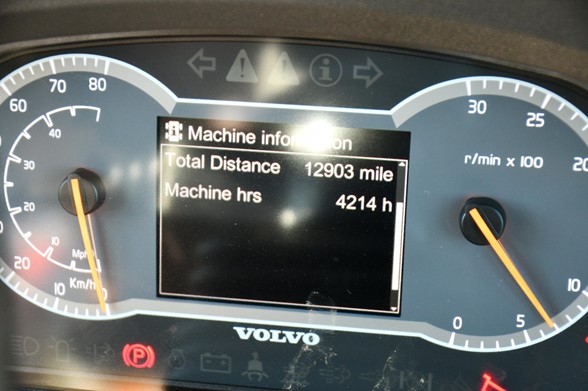 Machine information
Total Distance 12903 mile
Machine hrs 4214 h
80
70
60
20
10
40
30
20
10
Mph
Km/h
30
25
20
10
5
0
r/min x 100
VOLVO
P